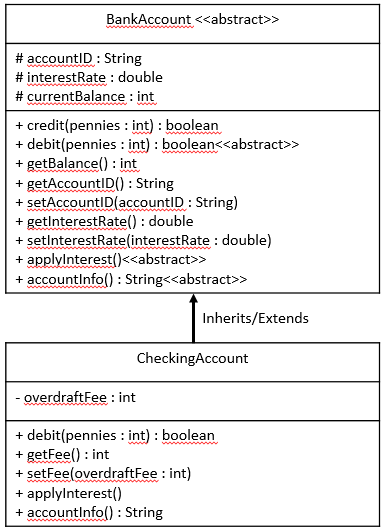 BankAccount <<abstract>>
# accountID : String
# interestRate : double
# currentBalance : int
+ credit(pennies : int) : boolean
+ debit(pennies : int) : boolean<<abstract>>
+ getBalance() : int
+ getAccountID() : String
+ setAccountID(accountID : String)
+ getInterestRate() : double
+ setInterestRate(interestRate : double)
+ applyInterest()<<abstract>>
+ accountInfo() : String<<abstract>>
Inherits/Extends
CheckingAccount
- overdraftFee : int
+ debit(pennies : int) : boolean
+ getFee() : int
+ setFee(overdraftFee : int)
+ applyInterest()
+ accountInfo() : String